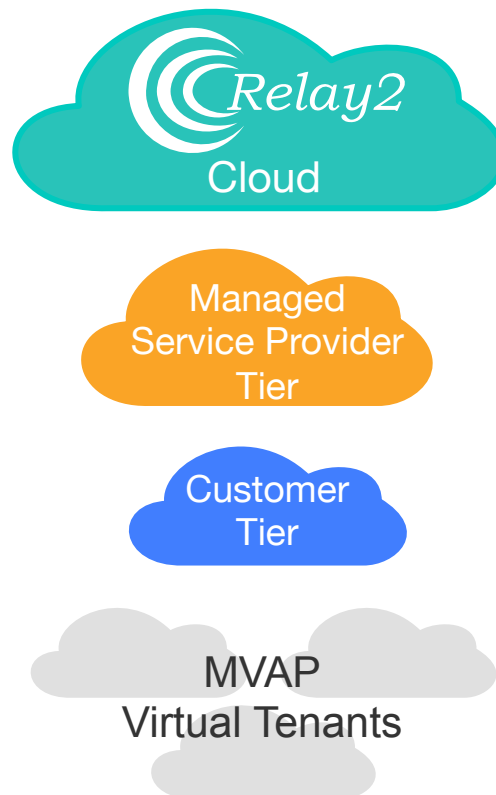 Relay2
Cloud
Managed
Service Provider
Tier
Customer
Tier
MVAP
Virtual Tenants